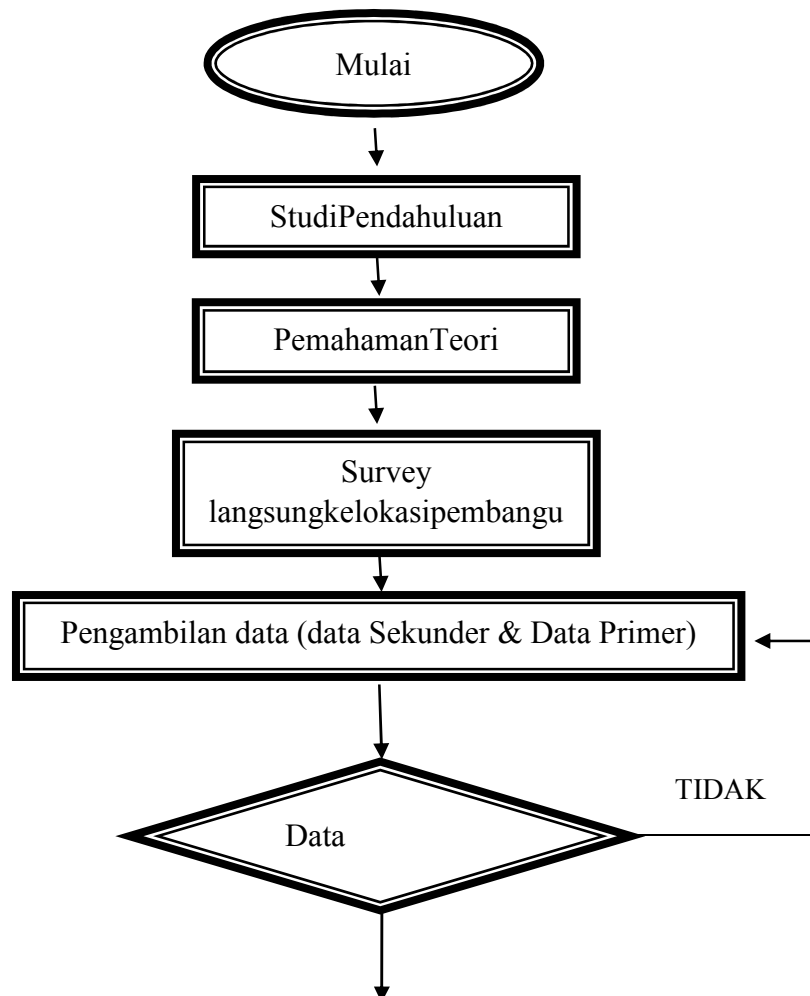 Mulai
StudiPendahuluan
PemahamanTeori
Survey
langsungkelokasipembangu
Pengambilan data (data Sekunder & Data Primer)
TIDAK
Data